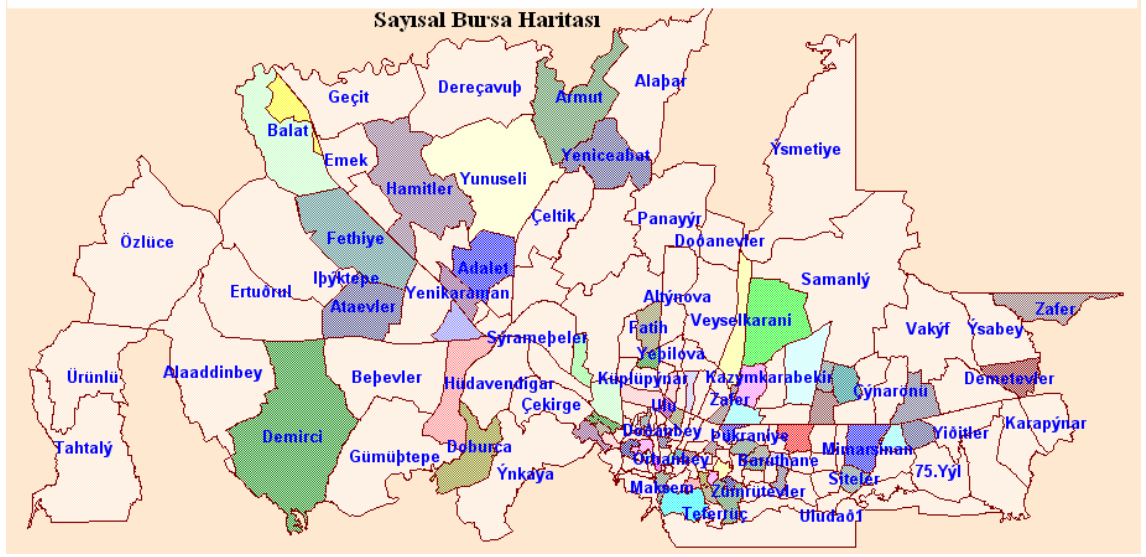 Sayısal Bursa Haritası
Geçit
Dereçavuþ
Armut
Alaþar
Balat
Emek
Hamitler
Yunuseli
Yeniceabat
Ýsmetiye
Özlüce
Fethiye
Çeltik
Panayýr
Doðanevler
Ertuðrul
Iþýktepe
Adalet
Ataevler
Yenikaraman
Samanlý
Altýnova
Veyselkarani
Zafer
Fatih
Sýrameþeler
Yeþilova
Vakýf
Ýsabey
Ürünlü
Alaaddinbey
Beþevler
Hüdavendigar
Küplüpýnar
Kazýmkarabekir
Çýnarönü
Demetevler
Çekirge
Ulu
Zafer
Tahtalý
Demirci
Gümüþtepe
Doburca
Ýnkaya
Doðanbey
Þükraniye
Mimarsinan
Yiðitler
Karapýnar
Orhanbey
Baruthane
75.Yýl
Maksem
Zümrütevler
Siteler
Teferrüç
Uludað1